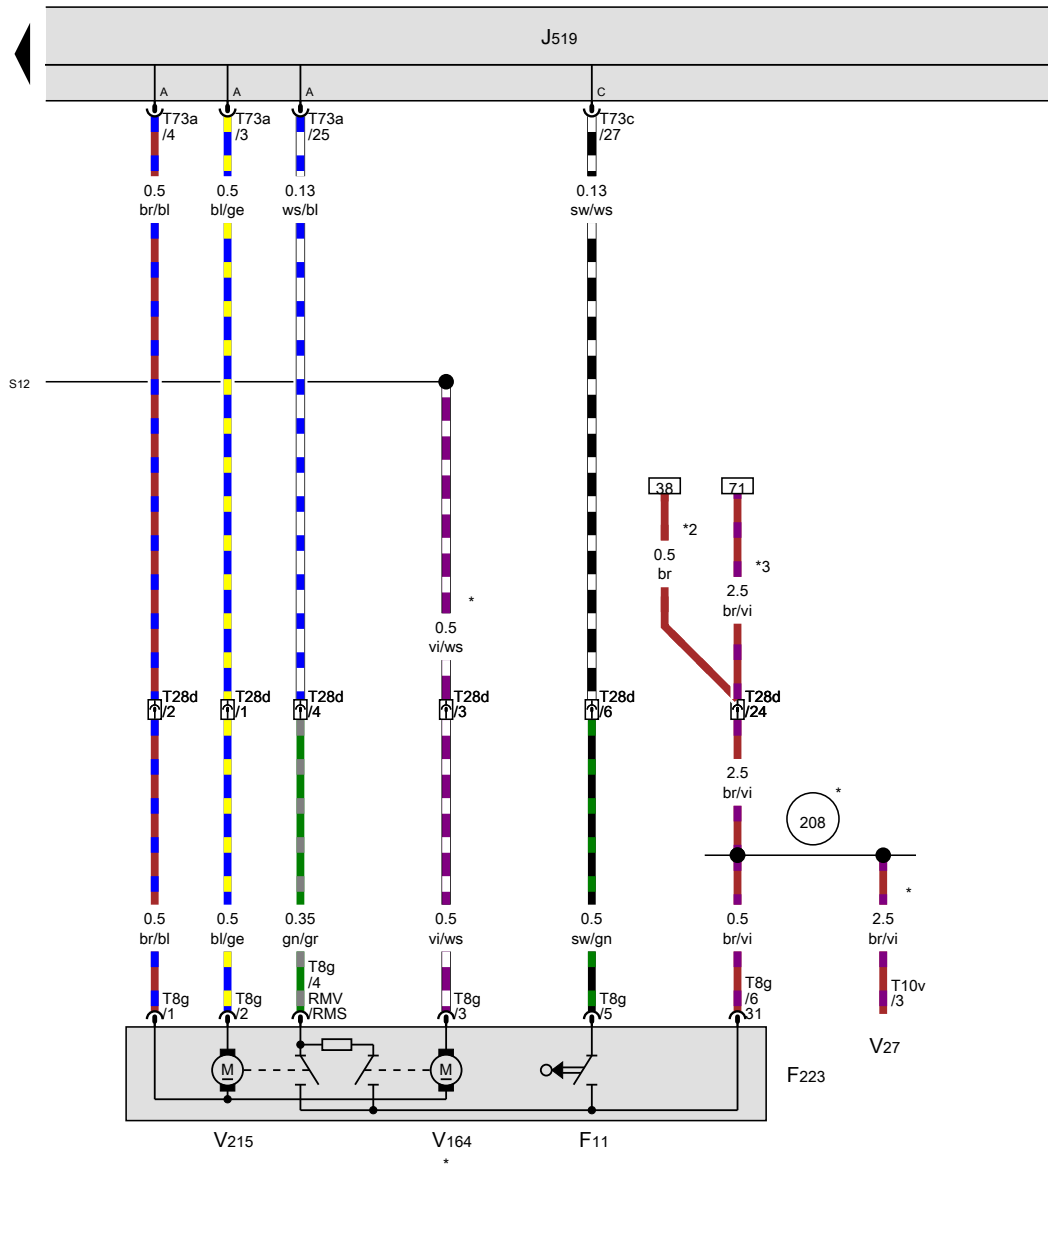 J519
A
A
A
C
T73a
/4
T73a
/3
T73a
/25
T73c
/27
0.5
br/bl
0.5
bl/ge
0.13
ws/bl
0.13
sw/ws
S12
38
71
*2
0.5
br
*3
2.5
br/vi
*
0.5
vi/ws
T28d
/2
T28d
/1
T28d
/4
T28d
/3
T28d
/6
T28d
/24
2.5
br/vi
*
208
*
0.5
br/bl
0.5
bl/ge
0.35
gn/gr
0.5
vi/ws
0.5
sw/gn
0.5
br/vi
2.5
br/vi
T8g
/1
T8g
/2
T8g
/4
RMV
/RMS
T8g
/3
T8g
/5
T8g
/6
31
T10v
/3
V27
M
M
F223
V215
V164
*
F11